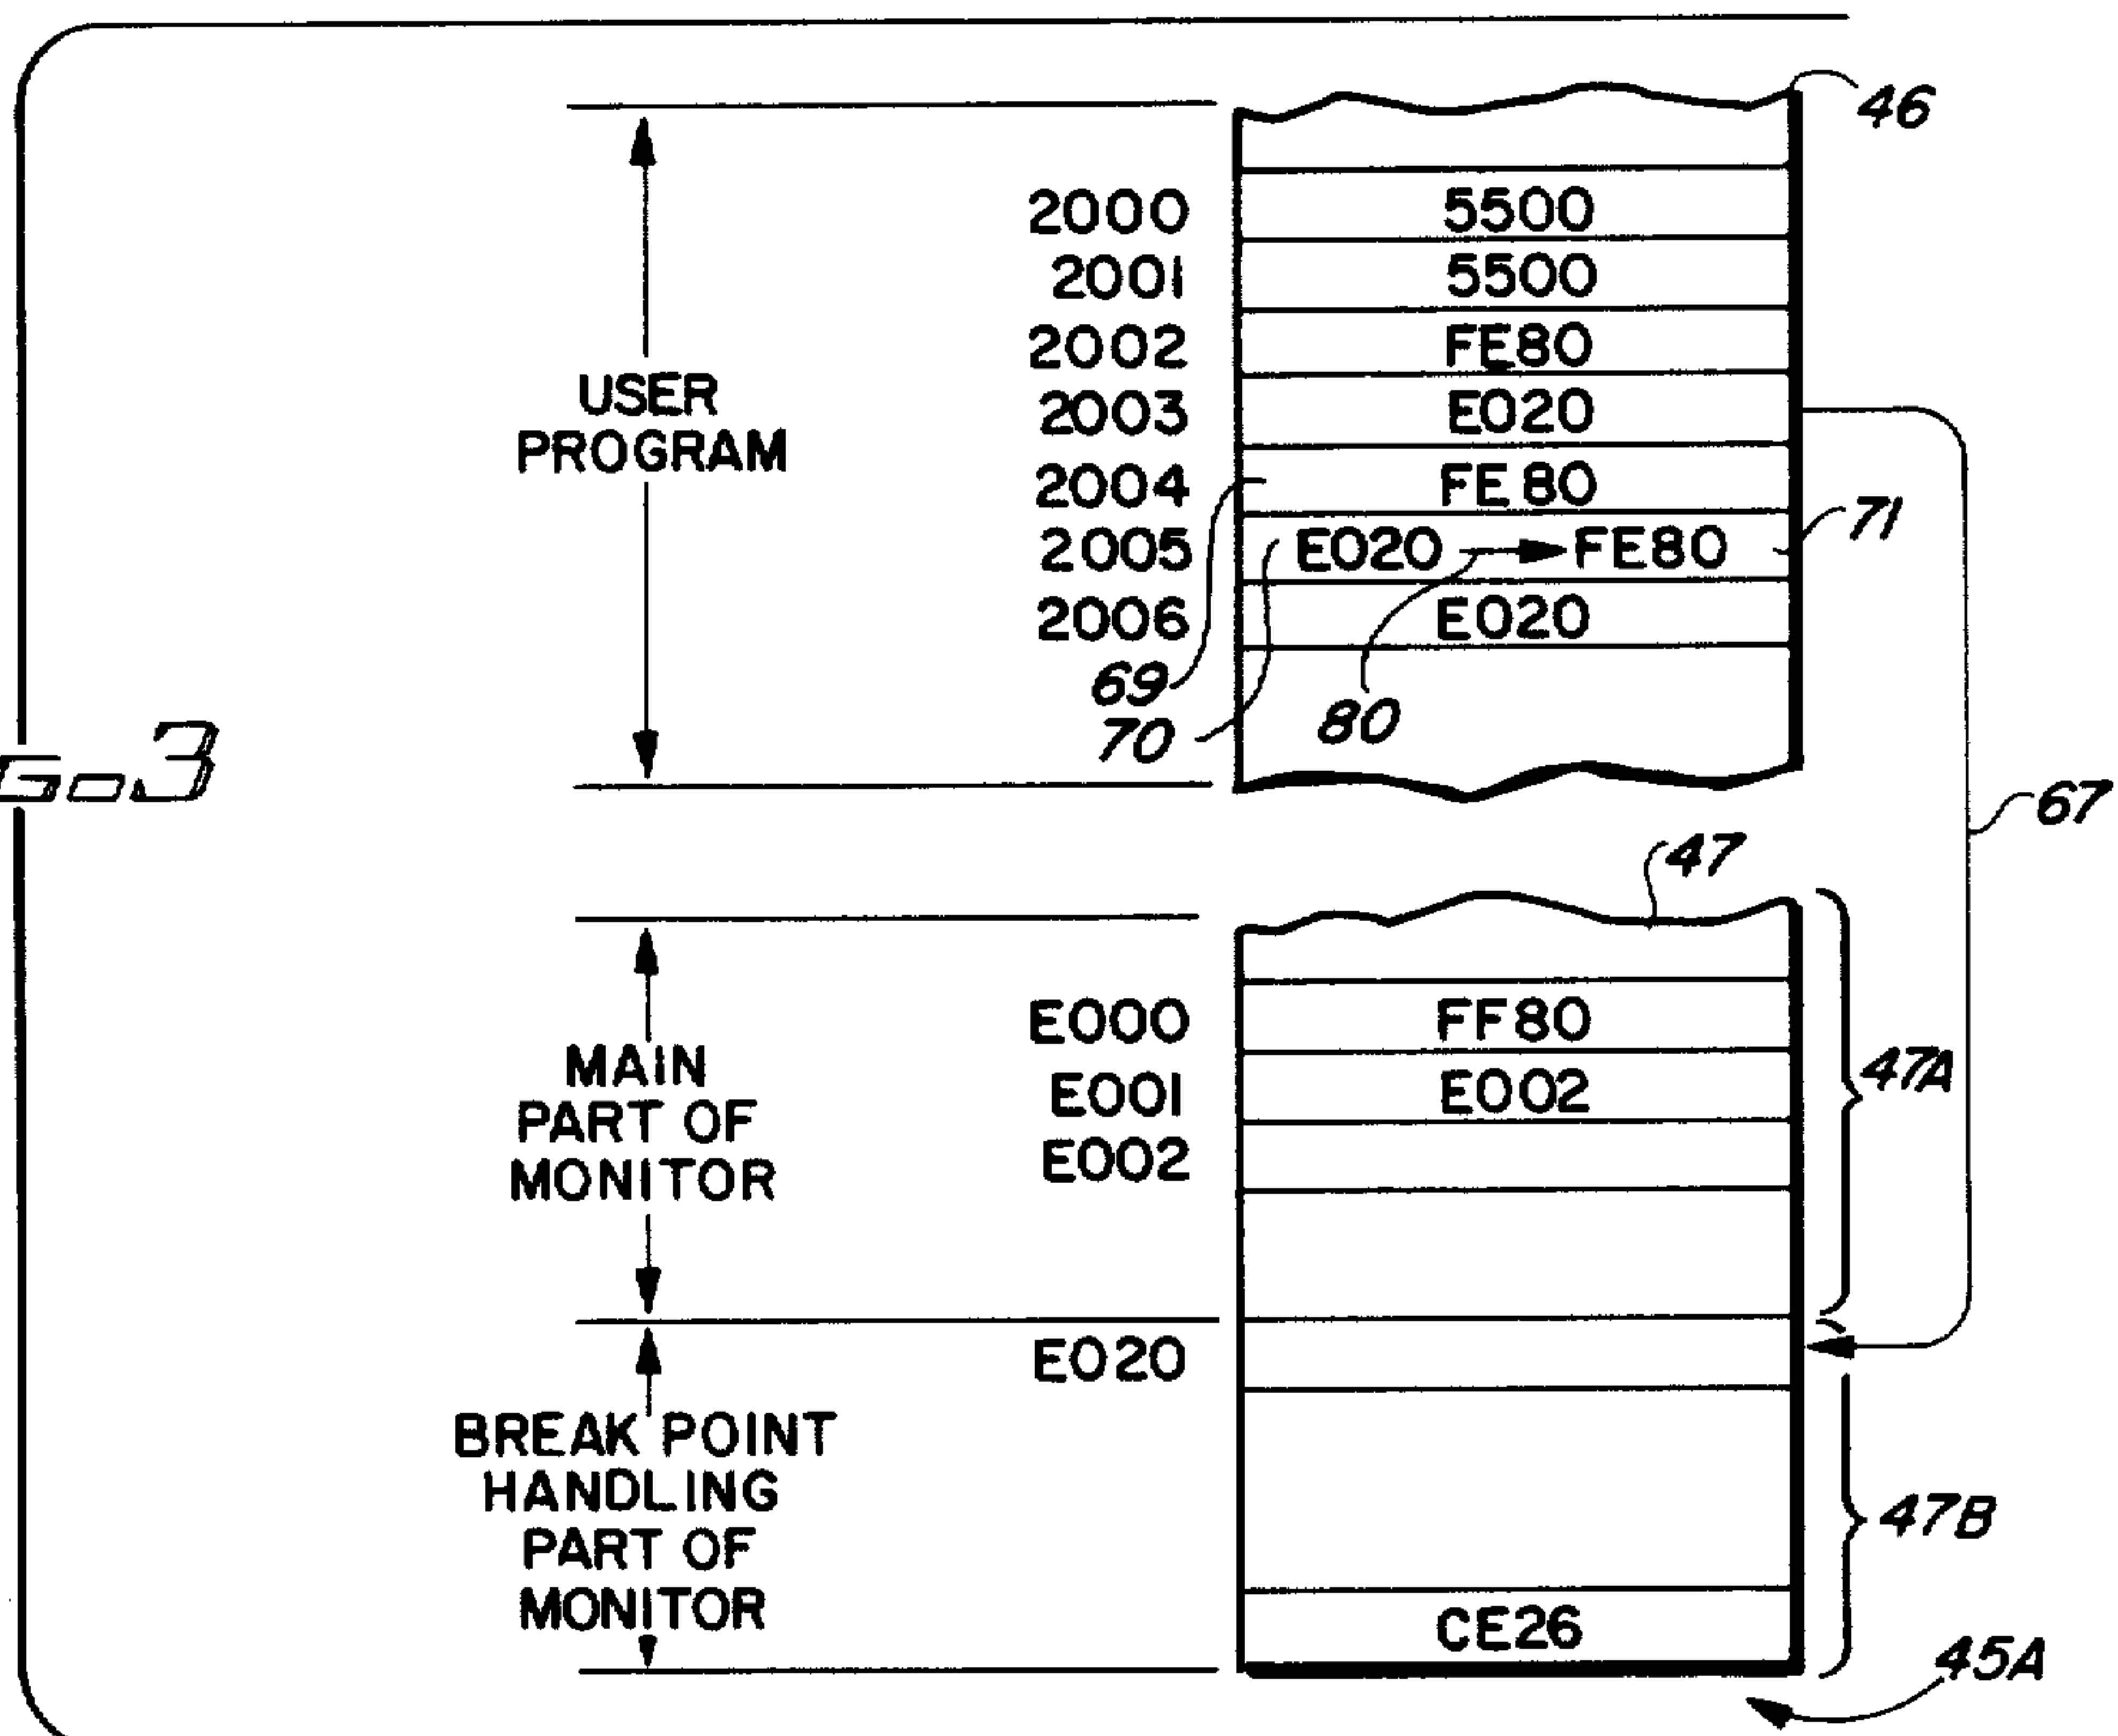 46
2000 5500
2001 5500
2002 FE80
USER
PROGRAM
2003 E020
2004 FE80
71
2005 E020 FE80
2006 E020
69
70
80
G. 3
67
47
E000 FF80
MAIN
PART OF
MONITOR
E001 E002
47A
E002
E020
BREAK POINT
HANDLING
PART OF
MONITOR
47B
CE26
45A